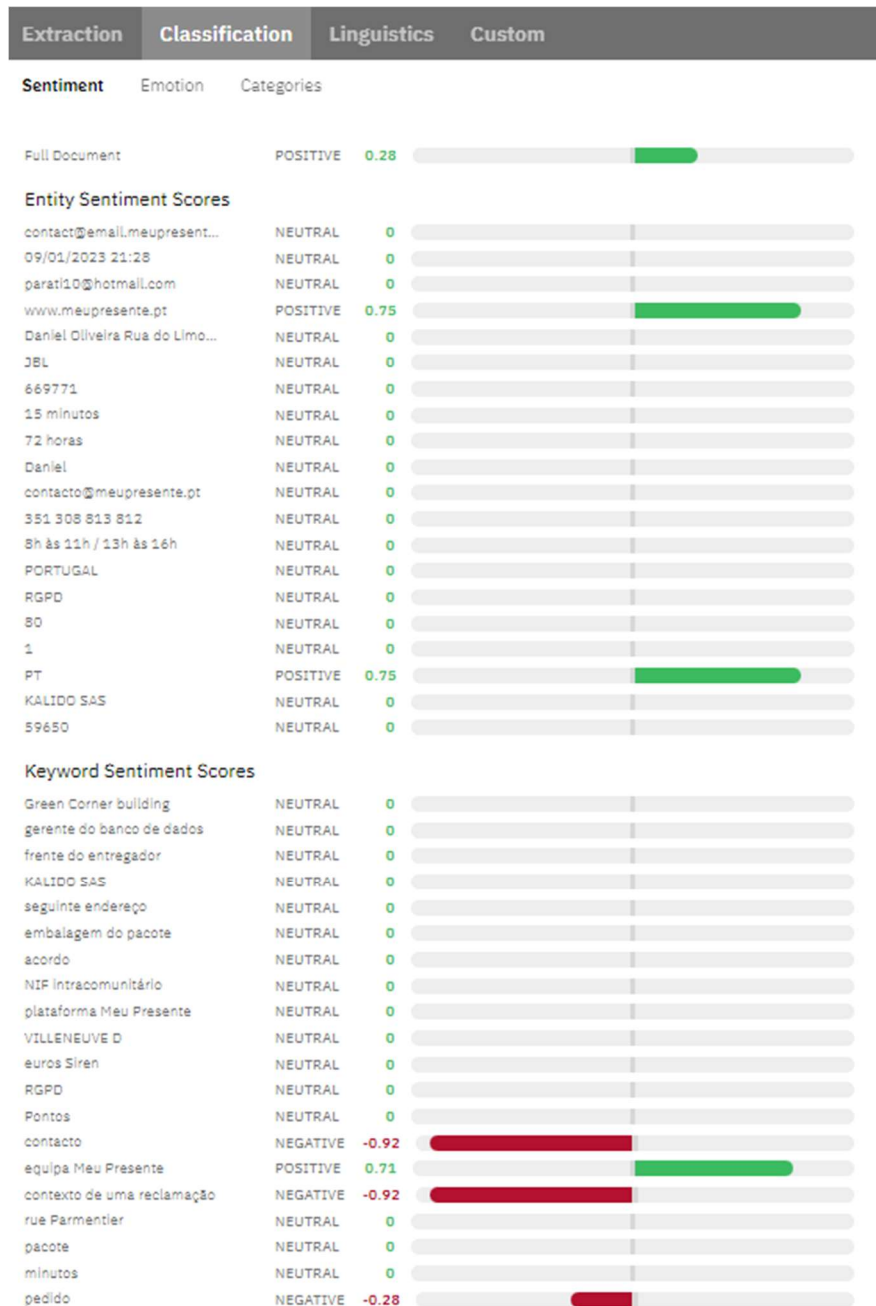 Extraction Classification Linguistics Custom
Sentiment Emotion Categories
Full Document POSITIVE 0.28
Entity Sentiment Scores
contact@email.meupresent... NEUTRAL 0
09/01/2023 21:28 NEUTRAL 0
parati10@hotmail.com NEUTRAL 0
www.meupresente.pt POSITIVE 0.75
Daniel Oliveira Rua do Limo... NEUTRAL 0
JBL NEUTRAL 0
669771 NEUTRAL 0
15 minutos NEUTRAL 0
72 horas NEUTRAL 0
Daniel NEUTRAL 0
contacto@meupresente.pt NEUTRAL 0
351 308 813 812 NEUTRAL 0
8h às 11h / 13h às 16h NEUTRAL 0
PORTUGAL NEUTRAL 0
RGPD NEUTRAL 0
80 NEUTRAL 0
1 NEUTRAL 0
PT POSITIVE 0.75
KALIDO SAS NEUTRAL 0
59650 NEUTRAL 0
Keyword Sentiment Scores
Green Corner building NEUTRAL 0
gerente do banco de dados NEUTRAL 0
frente do entregador NEUTRAL 0
KALIDO SAS NEUTRAL 0
seguinte endereço NEUTRAL 0
embalagem do pacote NEUTRAL 0
acordo NEUTRAL 0
NIF intracomunitário NEUTRAL 0
plataforma Meu Presente NEUTRAL 0
VILLENEUVE D NEUTRAL 0
euros Siren NEUTRAL 0
RGPD NEUTRAL 0
Pontos NEUTRAL 0
contacto NEGATIVE -0.92
equipa Meu Presente POSITIVE 0.71
contexto de uma reclamação NEGATIVE -0.92
rue Parmentier NEUTRAL 0
pacote NEUTRAL 0
minutos NEUTRAL 0
pedido NEGATIVE -0.28